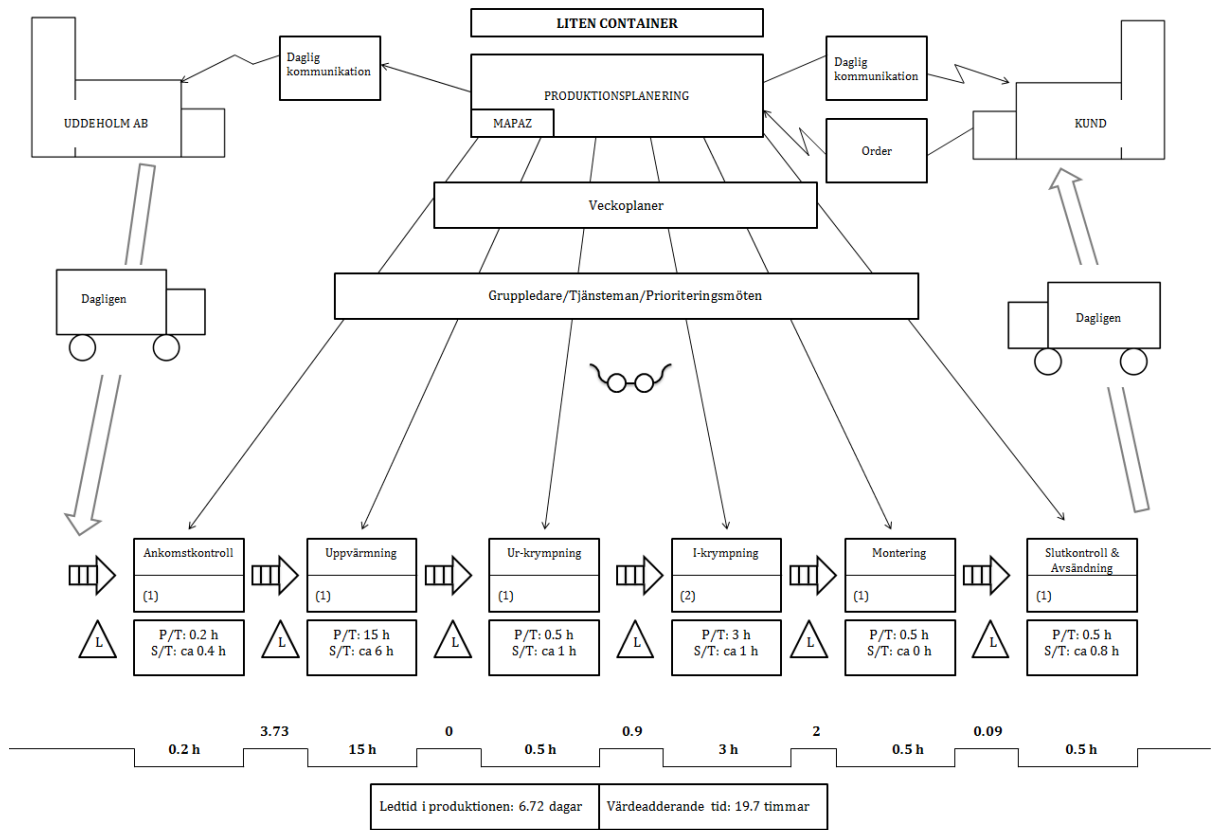 LITEN CONTAINER
Daglig
kommunikation
PRODUKTIONSPLANERING
MAPAZ
Daglig
kommunikation
UDDEHOLM AB
KUND
Order
Veckoplaner
Gruppledare/Tjänsteman/Prioriteringsmöten
Dagligen
Dagligen
Ankomstkontroll
(1)
Uppvärmning
(1)
Ur-krympning
(1)
I-krympning
(2)
Montering
(1)
Slutkontroll &
Avsändning
(1)
L
P/T: 0.2 h
S/T: ca 0.4 h
L
P/T: 15 h
S/T: ca 6 h
L
P/T: 0.5 h
S/T: ca 1 h
L
P/T: 3 h
S/T: ca 1 h
L
P/T: 0.5 h
S/T: ca 0 h
L
P/T: 0.5 h
S/T: ca 0.8 h
3.73 0 0.9 2 0.09
0.2 h 15 h 0.5 h 3 h 0.5 h 0.5 h
Ledtid i produktionen: 6.72 dagar
Värdeadderande tid: 19.7 timmar